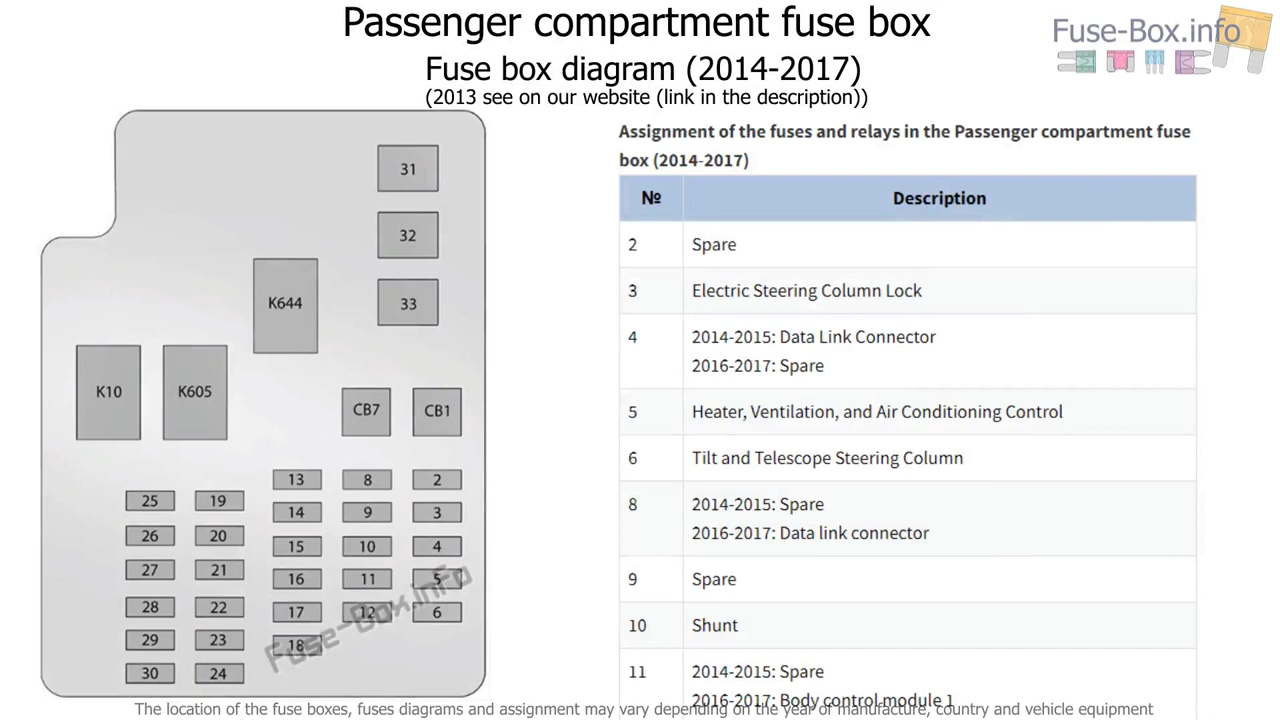 Passenger compartment fuse box
Fuse box diagram (2014-2017)
(2013 see on our website (link in the description))
Fuse-Box.info
31
32
33
K644
K10
K605
CB7
CB1
13 8 2
25 19 14 9 3
26 20 15 10 4
27 21 16 11 5
28 22 17 12 6
29 23 18
30 24
Fuse-Box.info
Assignment of the fuses and relays in the Passenger compartment fuse
box (2014-2017)
№ Description
2 Spare
3 Electric Steering Column Lock
4 2014-2015: Data Link Connector
2016-2017: Spare
5 Heater, Ventilation, and Air Conditioning Control
6 Tilt and Telescope Steering Column
8 2014-2015: Spare
2016-2017: Data link connector
9 Spare
10 Shunt
11 2014-2015: Spare
2016-2017: Body control module 1
The location of the fuse boxes, fuses diagrams and assignment may vary depending on the year of manufacture, country and vehicle equipment